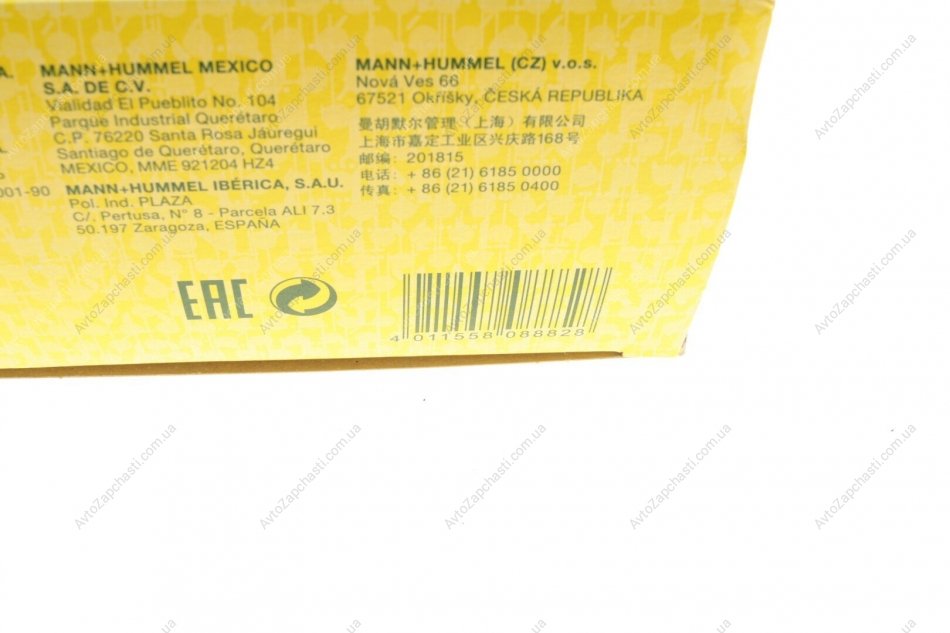 A.
001-90
MANN+HUMMEL MEXICO
S.A. DE C.V.
Vialidad El Pueblito No. 104
Parque Industrial Querétaro
C.P. 76220 Santa Rosa Jáuregui
Santiago de Querétaro, Querétaro
MEXICO, MME 921204 HZ4
MANN+HUMMEL IBÉRICA, S.A.U.
Pol. Ind. PLAZA
C/. Pertusa, N° 8 - Parcela ALI 7.3
50.197 Zaragoza, ESPAÑA
MANN+HUMMEL (CZ) v.o.s.
Nová Ves 66
67521 Okříšky, ČESKÁ REPUBLIKA
曼胡默尔管理（上海）有限公司
上海市嘉定工业区兴庆路168号
邮编: 201815
电话: + 86 (21) 6185 0000
传真: + 86 (21) 6185 0400
EAC
4 011558 088828
AvtoZapchasti.com.ua